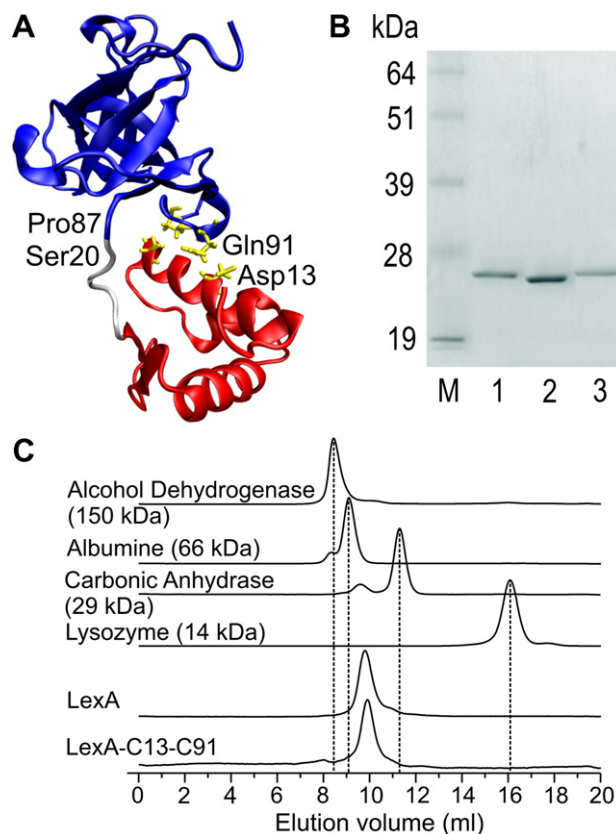 A
Pro87
Ser20
Gln91
Asp13
B
kDa
64
51
39
28
19
M 1 2 3
C
Alcohol Dehydrogenase
(150 kDa)
Albumine (66 kDa)
Carbonic Anhydrase
(29 kDa)
Lysozyme (14 kDa)
LexA
LexA-C13-C91
0 2 4 6 8 10 12 14 16 18 20
Elution volume (ml)